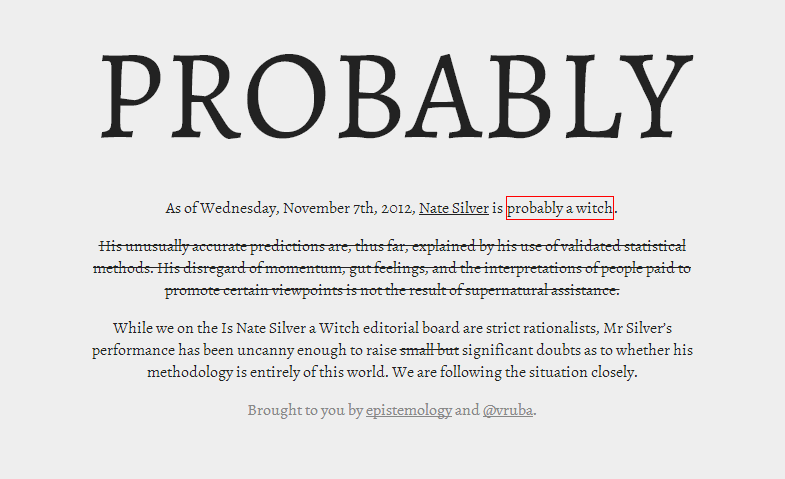 PROBABLY
As of Wednesday, November 7th, 2012, Nate Silver is probably a witch.
His unusually accurate predictions are, thus far, explained by his use of validated statistical
methods. His disregard of momentum, gut feelings, and the interpretations of people paid to
promote certain viewpoints is not the result of supernatural assistance.
While we on the Is Nate Silver a Witch editorial board are strict rationalists, Mr Silver's
performance has been uncanny enough to raise small but significant doubts as to whether his
methodology is entirely of this world. We are following the situation closely.
Brought to you by epistemology and @vruba.